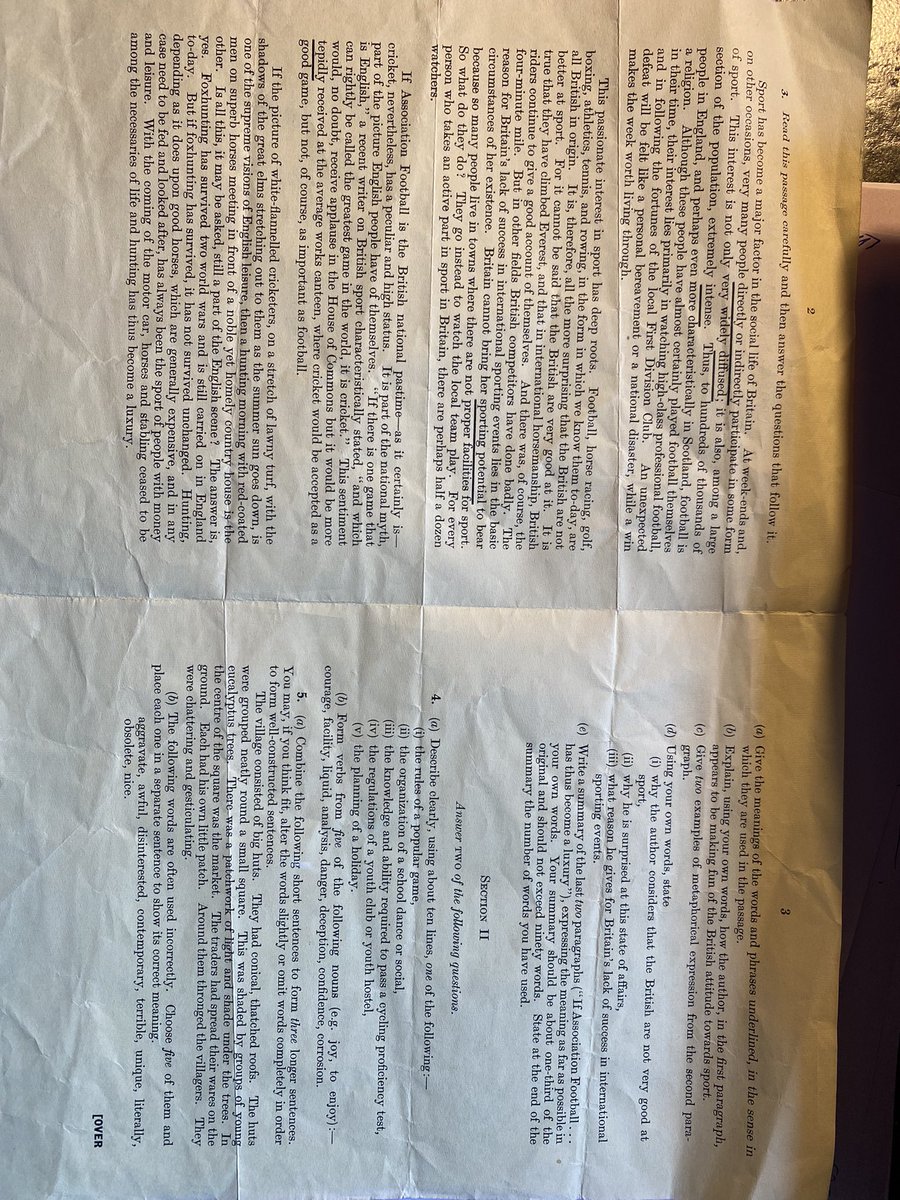 2
3. Read this passage carefully and then answer the questions that follow it.
Sport has become a major factor in the social life of Britain. At week-ends and,
on other occasions, very many people directly or indirectly participate in some form
of sport. This interest is not only very widely diffused; it is also, among a large
section of the population, extremely intense. Thus, to hundreds of thousands of
people in England, and perhaps even more characteristically in Scotland, football is
a religion. Although these people have almost certainly played football themselves
in their time, their interest lies primarily in watching high-class professional football,
and in following the fortunes of the local First Division Club. An unexpected
defeat will be felt like a personal bereavement or a national disaster, while a win
makes the week worth living through.
This passionate interest in sport has deep roots. Football, horse racing, golf,
boxing, athletics, tennis, and rowing, in the form in which we know them to-day, are
all British in origin. It is, therefore, all the more surprising that the British are not
better at sport. For it cannot be said that the British are very good at it. It is
true that they have climbed Everest, and that in international horsemanship, British
riders continue to give a good account of themselves. And there was, of course, the
four-minute mile. But in other fields British competitors have done badly. The
reason for Britain's lack of success in international sporting events lies in the basic
circumstances of her existence. Britain cannot bring her sporting potential to bear
because so many people live in towns where there are not proper facilities for sport.
So what do they do? They go instead to watch the local team play. For every
person who takes an active part in sport in Britain, there are perhaps half a dozen
watchers.
If Association Football is the British national pastime—as it certainly is—
cricket, nevertheless, has a peculiar and high status. It is part of the national myth,
part of the picture English people have of themselves. "If there is one game that
is English," a recent writer on British sport characteristically stated, "and which
can rightly be called the greatest game in the world, it is cricket." This sentiment
would, no doubt, receive applause in the House of Commons but it would be more
tepidly received at the average works canteen, where cricket would be accepted as a
good game, but not, of course, as important as football.
If the picture of white-flannelled cricketers, on a stretch of lawny turf, with the
shadows of the great elms stretching out to them as the summer sun goes down, is
one of the supreme visions of English leisure, then a hunting morning with red-coated
men on superb horses meeting in front of a noble yet homely country house is the
other. Is all this, it may be asked, still a part of the English scene? The answer is
yes. Foxhunting has survived two world wars and is still carried on in England
to-day. But if foxhunting has survived, it has not survived unchanged. Hunting,
depending as it does upon good horses, which are generally expensive, and in any
case need to be fed and looked after, has always been the sport of people with money
and leisure. With the coming of the motor car, horses and stabling ceased to be
among the necessaries of life and hunting has thus become a luxury.
3
(a) Give the meanings of the words and phrases underlined, in the sense in
which they are used in the passage.
(b) Explain, using your own words, how the author, in the first paragraph,
appears to be making fun of the British attitude towards sport.
(c) Give two examples of metaphorical expression from the second para-
graph.
(d) Using your own words, state
(i) why the author considers that the British are not very good at
sport,
(ii) why he is surprised at this state of affairs,
(iii) what reason he gives for Britain's lack of success in international
sporting events.
(e) Write a summary of the last two paragraphs ("If Association Football . . .
has thus become a luxury"), expressing the meaning as far as possible in
your own words. Your summary should be about one-third of the
original and should not exceed ninety words. State at the end of the
summary the number of words you have used.
SECTION II
Answer two of the following questions.
4. (a) Describe clearly, using about ten lines, one of the following:—
(i) the rules of a popular game,
(ii) the organization of a school dance or social,
(iii) the knowledge and ability required to pass a cycling proficiency test,
(iv) the regulations of a youth club or youth hostel,
(v) the planning of a holiday.
(b) Form verbs from five of the following nouns (e.g. joy, to enjoy):—
courage, facility, liquid, analysis, danger, deception, confidence, corrosion.
5. (a) Combine the following short sentences to form three longer sentences.
You may, if you think fit, alter the words slightly or omit words completely in order
to form well-constructed sentences.
The village consisted of big huts. They had conical, thatched roofs. The huts
were grouped neatly round a small square. This was shaded by groups of young
eucalyptus trees. There was a patchwork of light and shade under the trees. In
the centre of the square was the market. The traders had spread their wares on the
ground. Each had his own little patch. Around them thronged the villagers. They
were chattering and gesticulating.
(b) The following words are often used incorrectly. Choose five of them and
place each one in a separate sentence to show its correct meaning.
aggravate, awful, disinterested, contemporary, terrible, unique, literally,
obsolete, nice.
[OVER